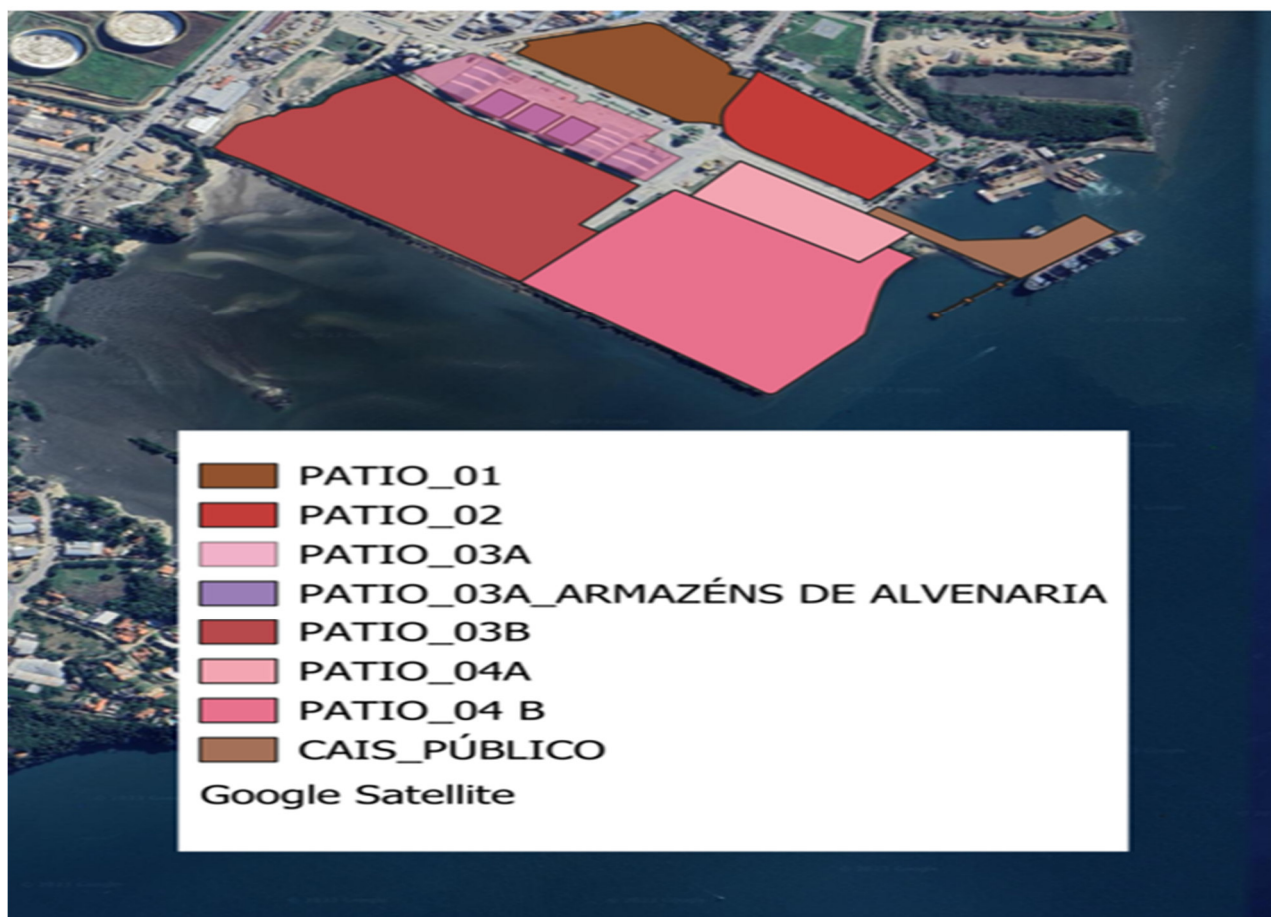 PATIO_01
PATIO_02
PATIO_03A
PATIO_03A_ARMAZÉNS DE ALVENARIA
PATIO_03B
PATIO_04A
PATIO_04 B
CAIS_PÚBLICO
Google Satellite